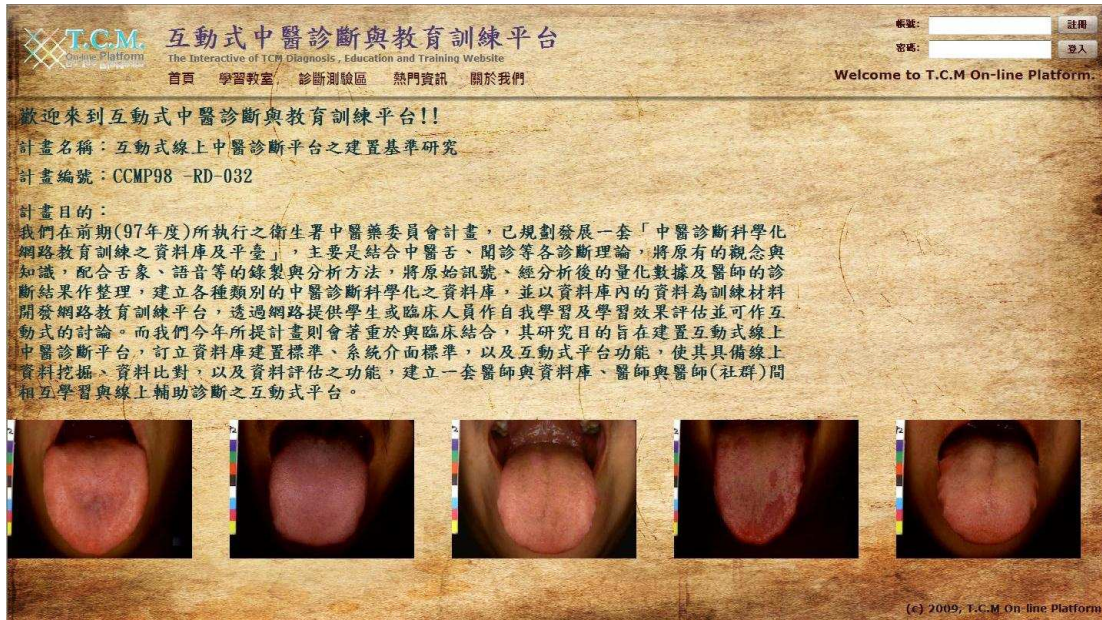 T.C.M.
On-line Platform
互動式中醫診斷與教育訓練平台
The Interactive of TCM Diagnosis , Education and Training Website
首頁 學習教室 診斷測驗區 熱門資訊 關於我們
帳號: 註冊
密碼: 登入
Welcome to T.C.M On-line Platform.
歡迎來到互動式中醫診斷與教育訓練平台!!
計畫名稱：互動式線上中醫診斷平台之建置基準研究
計畫編號：CCMP98 -RD-032
計畫目的：
我們在前期(97年度)所執行之衛生署中醫藥委員會計畫，已規劃發展一套「中醫診斷科學化
網路教育訓練之資料庫及平臺」，主要是結合中醫舌、聞診等各診斷理論，將原有的觀念與
知識，配合舌象、語音等的錄製與分析方法，將原始訊號、經分析後的量化數據及醫師的診
斷結果作整理，建立各種類別的中醫診斷科學化之資料庫，並以資料庫內的資料為訓練材料
開發網路教育訓練平台，透過網路提供學生或臨床人員作自我學習及學習效果評估並可作互
動式的討論。而我們今年所提計畫則會著重於與臨床結合，其研究目的旨在建置互動式線上
中醫診斷平台，訂立資料庫建置標準、系統介面標準，以及互動式平台功能，使其具備線上
資料挖掘、資料比對，以及資料評估之功能，建立一套醫師與資料庫、醫師與醫師(社群)間
相互學習與線上輔助診斷之互動式平台。
(c) 2009, T.C.M On-line Platform